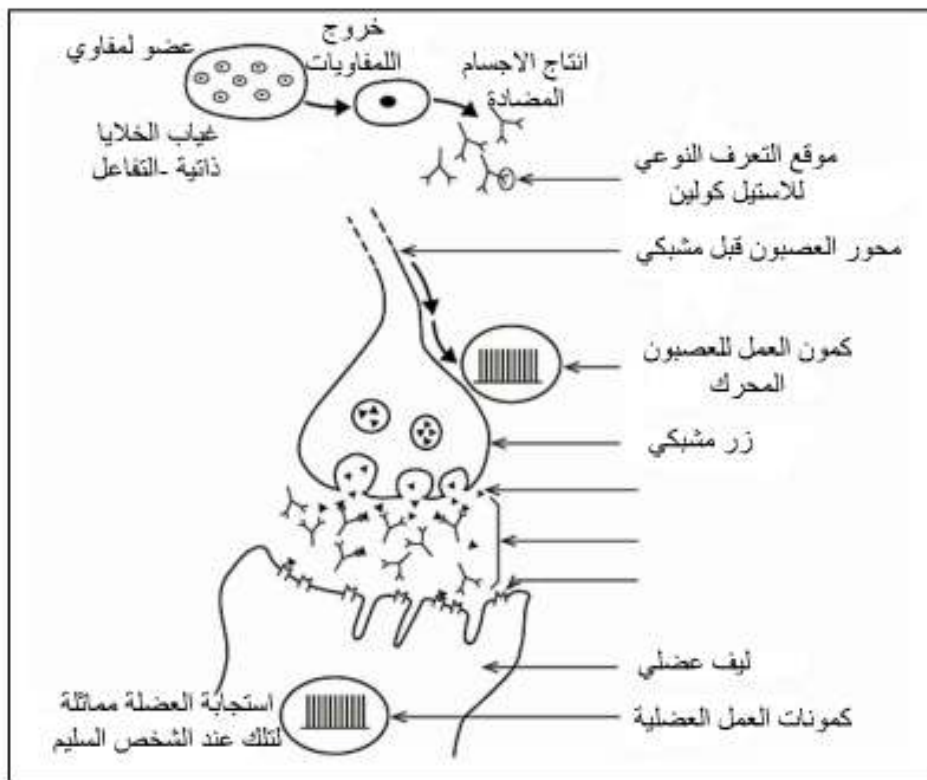 عضو لمفاوي
خروج
اللمفاويات
انتاج الاجسام
المضادة
غياب الخلايا
ذاتية -التفاعل
موقع التعرف النوعي
للاستيل كولين
محور العصبون قبل مشبكي
كمون العمل للعصبون
المحرك
زر مشبكي
ليف عضلي
كمونات العمل العضلية
استجابة العضلة مماثلة
لتلك عند الشخص السليم